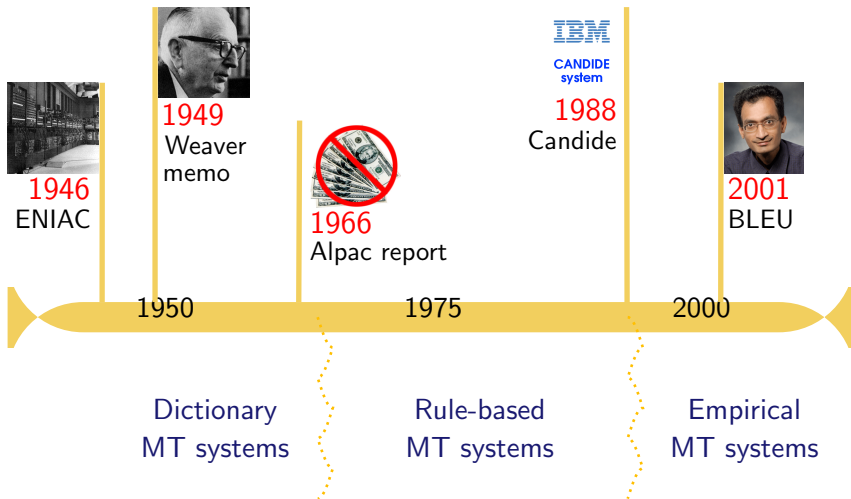 IBM
CANDIDE
system
1949
Weaver
memo
1988
Candide
1946
ENIAC
2001
BLEU
1966
Alpac report
1950
1975
2000
Dictionary
MT systems
Rule-based
MT systems
Empirical
MT systems